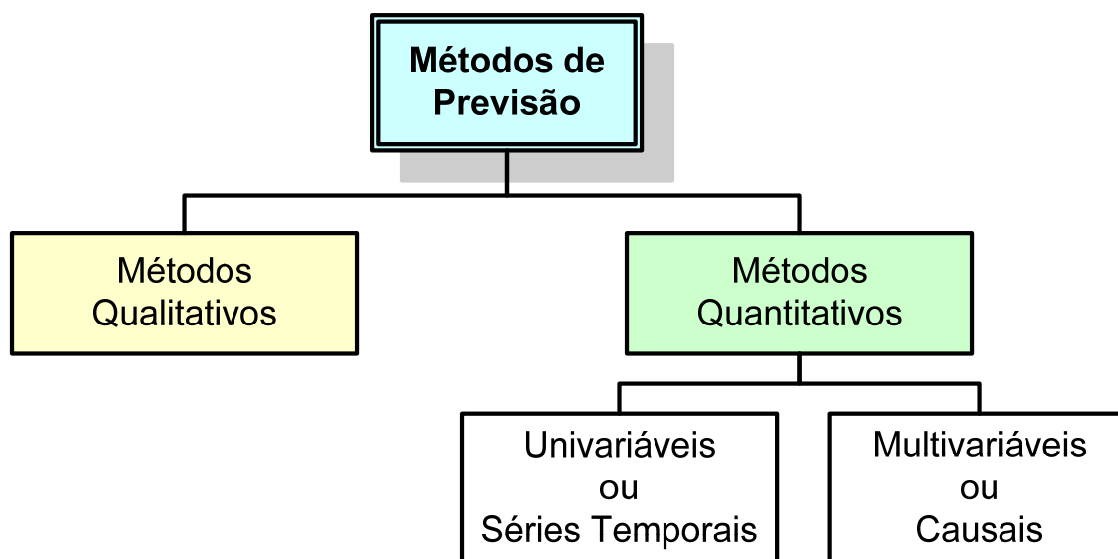 Métodos de
Previsão
Métodos
Qualitativos
Métodos
Quantitativos
Univariáveis
ou
Séries Temporais
Multivariáveis
ou
Causais